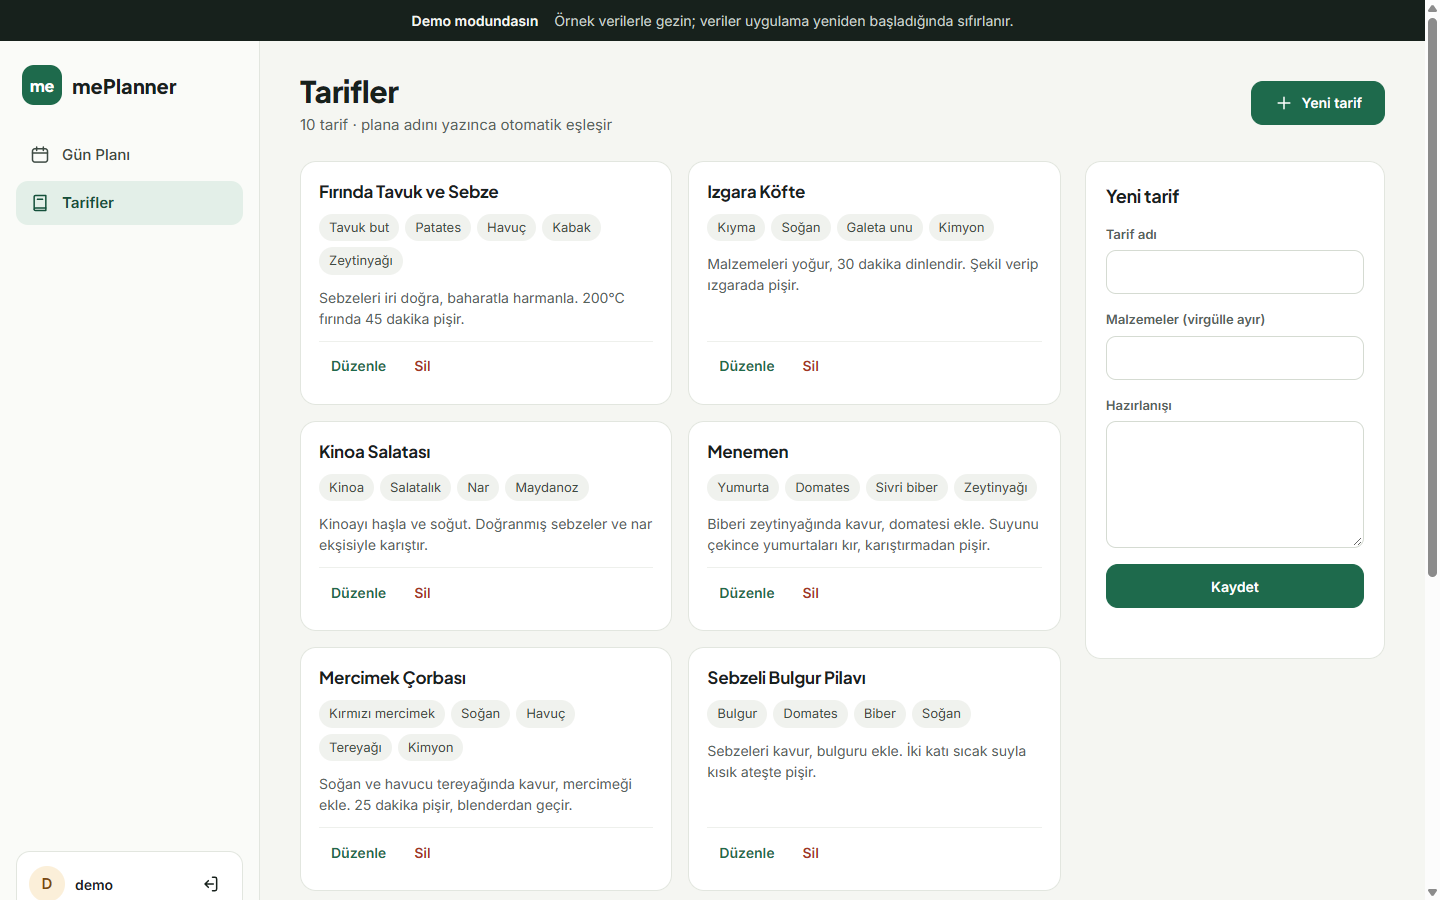 Demo modundasın Örnek verilerle gezin; veriler uygulama yeniden başladığında sıfırlanır.
me mePlanner
Gün Planı
Tarifler
D demo
Tarifler
10 tarif · plana adını yazınca otomatik eşleşir
Yeni tarif
Fırında Tavuk ve Sebze
Tavuk but Patates Havuç Kabak
Zeytinyağı
Sebzeleri iri doğra, baharatla harmanla. 200°C
fırında 45 dakika pişir.
Düzenle Sil
Izgara Köfte
Kıyma Soğan Galeta unu Kimyon
Malzemeleri yoğur, 30 dakika dinlendir. Şekil verip
ızgarada pişir.
Düzenle Sil
Kinoa Salatası
Kinoa Salatalık Nar Maydanoz
Kinoayı haşla ve soğut. Doğranmış sebzeler ve nar
ekşisiyle karıştır.
Düzenle Sil
Menemen
Yumurta Domates Sivri biber Zeytinyağı
Biberi zeytinyağında kavur, domatesi ekle. Suyunu
çekince yumurtaları kır, karıştırmadan pişir.
Düzenle Sil
Mercimek Çorbası
Kırmızı mercimek Soğan Havuç
Tereyağı Kimyon
Soğan ve havucu tereyağında kavur, mercimeği
ekle. 25 dakika pişir, blenderdan geçir.
Düzenle Sil
Sebzeli Bulgur Pilavı
Bulgur Domates Biber Soğan
Sebzeleri kavur, bulguru ekle. İki katı sıcak suyla
kısık ateşte pişir.
Düzenle Sil
Yeni tarif
Tarif adı
Malzemeler (virgülle ayır)
Hazırlanışı
Kaydet